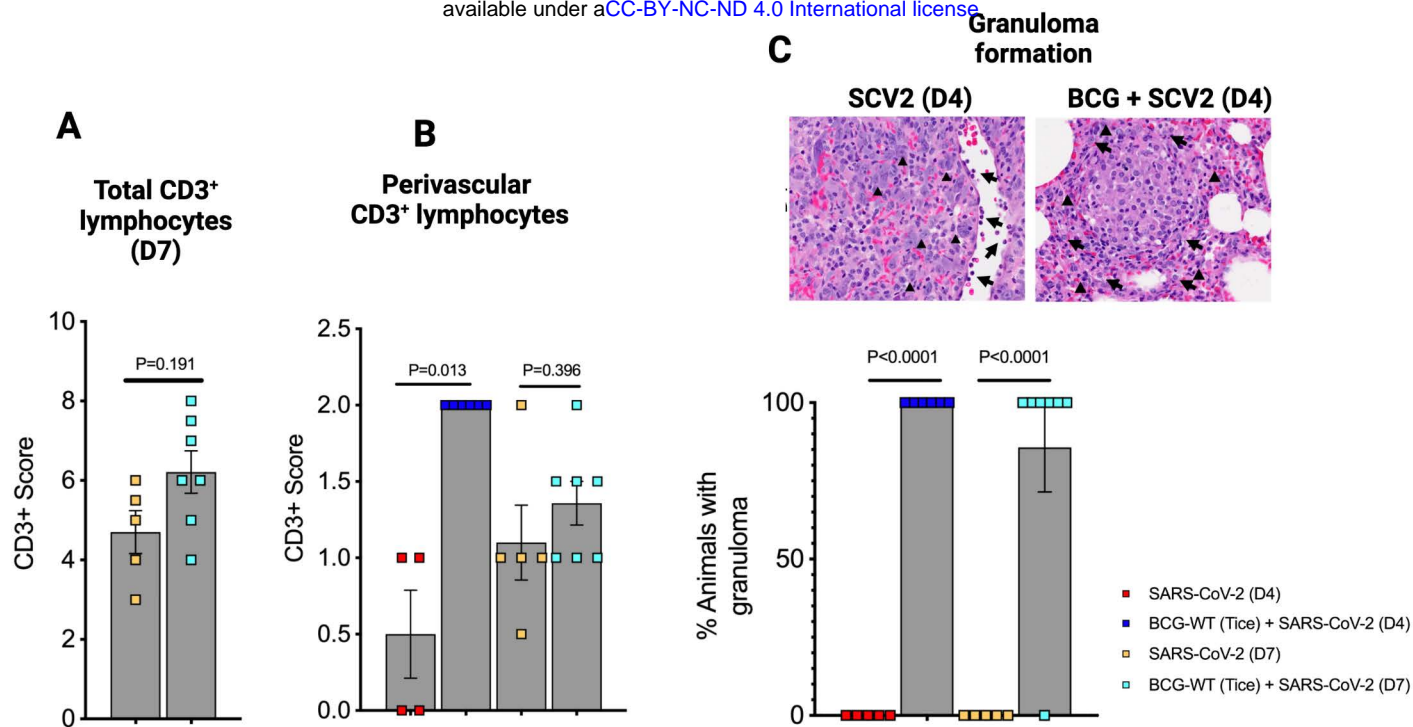 available under aCC-BY-NC-ND 4.0 International license
C
Granuloma
formation
SCV2 (D4)
BCG + SCV2 (D4)
A
Total CD3+
lymphocytes
(D7)
B
Perivascular
CD3+ lymphocytes
CD3+ Score
10
8
6
4
2
0
P=0.191
CD3+ Score
2.5
2.0
1.5
1.0
0.5
0.0
P=0.013
P=0.396
% Animals with
granuloma
100
50
0
P<0.0001
P<0.0001
SARS-CoV-2 (D4)
BCG-WT (Tice) + SARS-CoV-2 (D4)
SARS-CoV-2 (D7)
BCG-WT (Tice) + SARS-CoV-2 (D7)